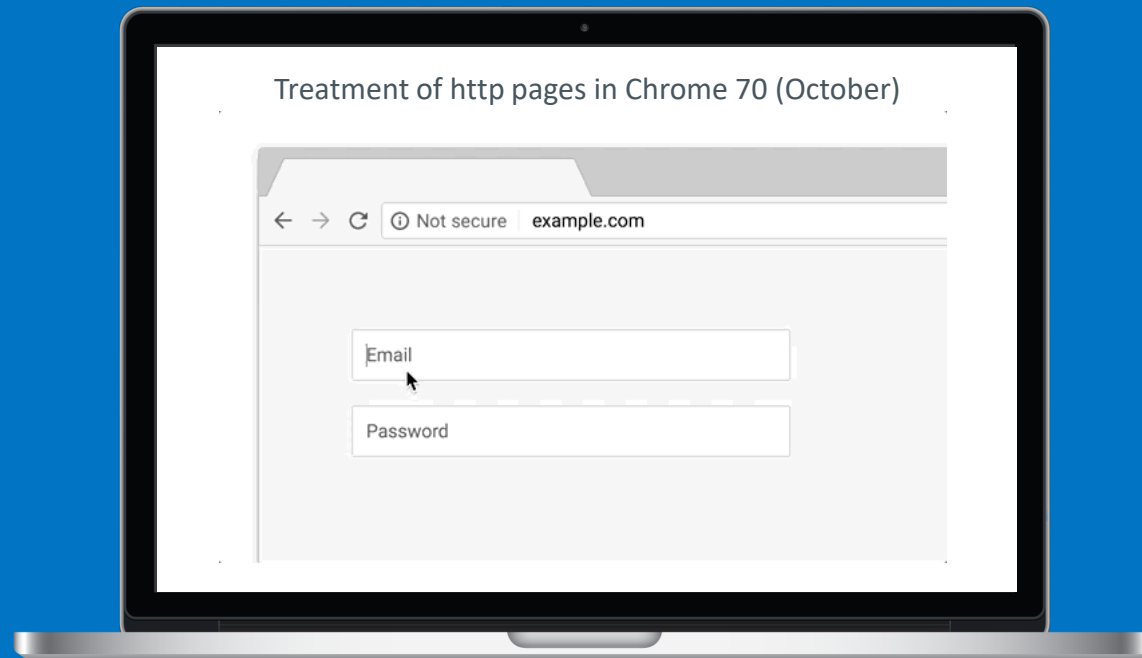 Treatment of http pages in Chrome 70 (October)
Not secure example.com
Email
Password